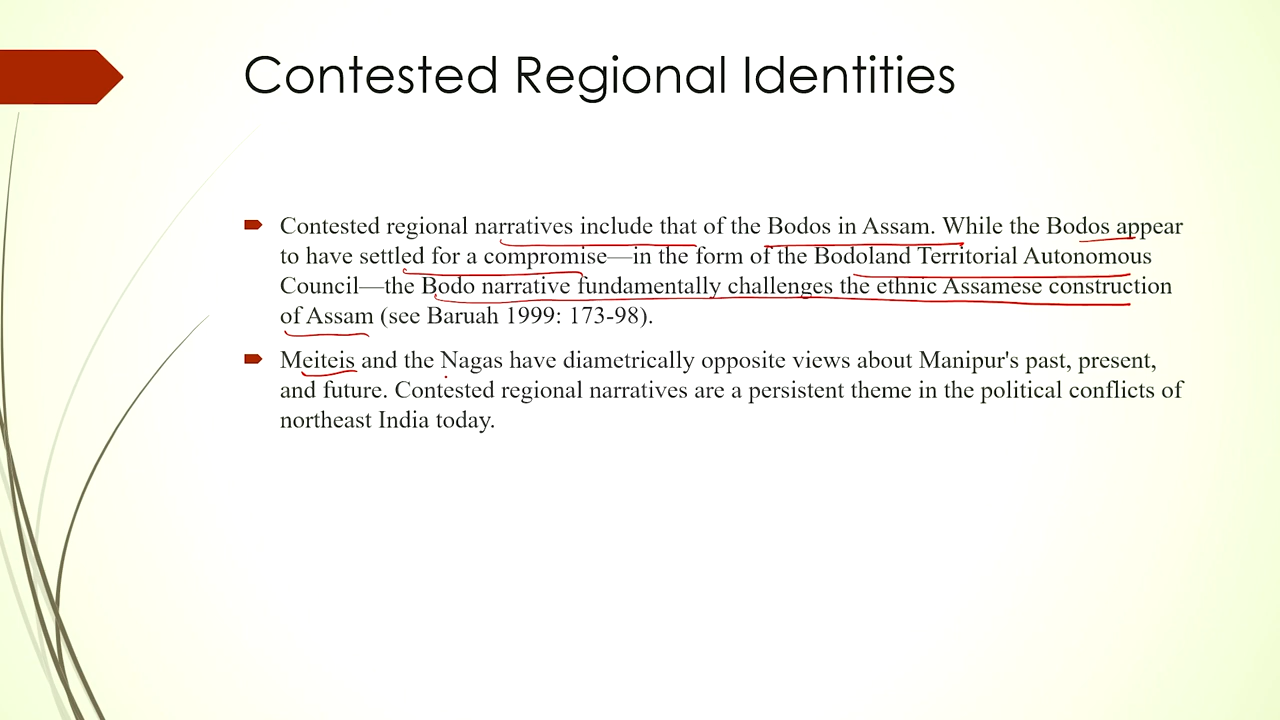 Contested Regional Identities
Contested regional narratives include that of the Bodos in Assam. While the Bodos appear
to have settled for a compromise—in the form of the Bodoland Territorial Autonomous
Council—the Bodo narrative fundamentally challenges the ethnic Assamese construction
of Assam (see Baruah 1999: 173-98).
Meiteis and the Nagas have diametrically opposite views about Manipur's past, present,
and future. Contested regional narratives are a persistent theme in the political conflicts of
northeast India today.